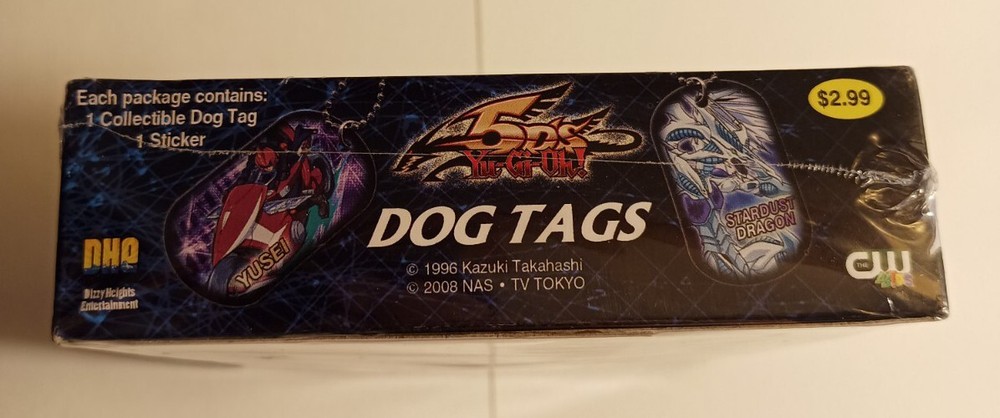 Each package contains:
1 Collectible Dog Tag
1 Sticker
5D's
Yu-Gi-Oh!
$2.99
DOG TAGS
YUSEI
STARDUST
DRAGON
© 1996 Kazuki Takahashi
© 2008 NAS • TV TOKYO
DHE
Dizzy Heights
Entertainment
THE CW
4KIDS